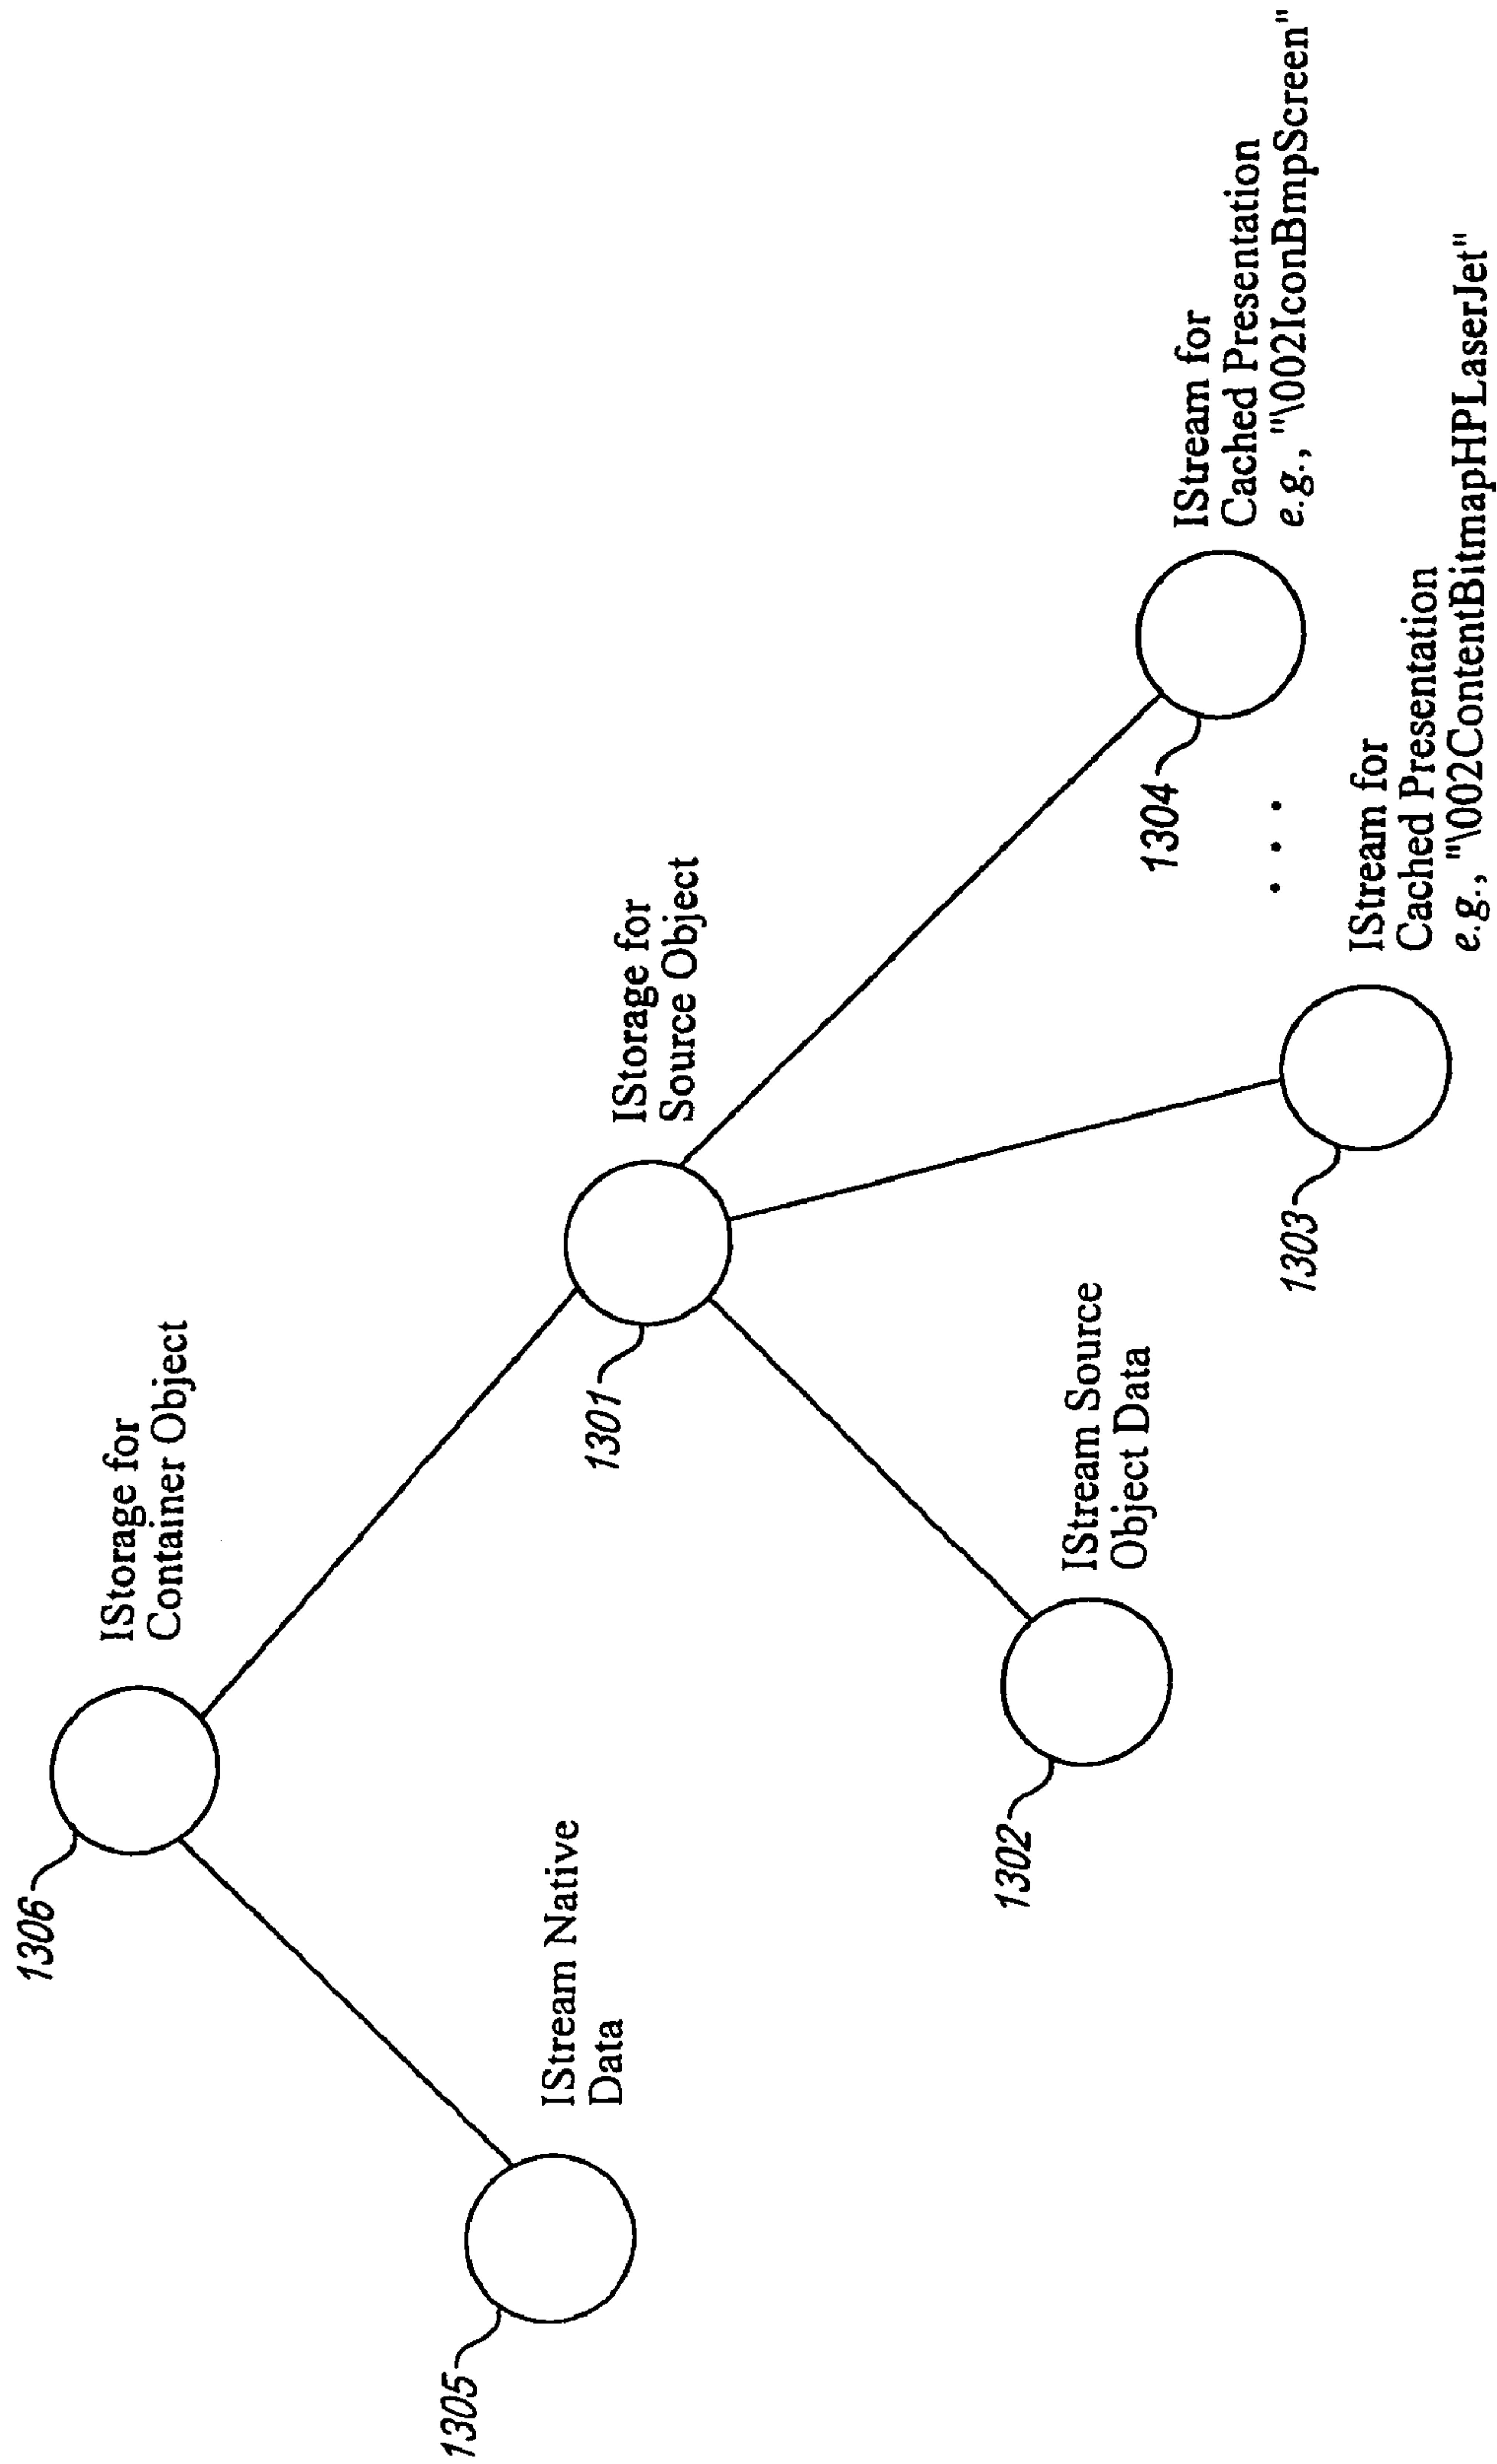 1306
IStorage for
Container Object
1305
IStream Native
Data
1301
IStorage for
Source Object
1302
IStream Source
Object Data
1303
IStream for
Cached Presentation
e.g., "\002ContentBitmapHPLaserJet"
1304
IStream for
Cached Presentation
e.g., "\002IconBmpScreen"
. . .